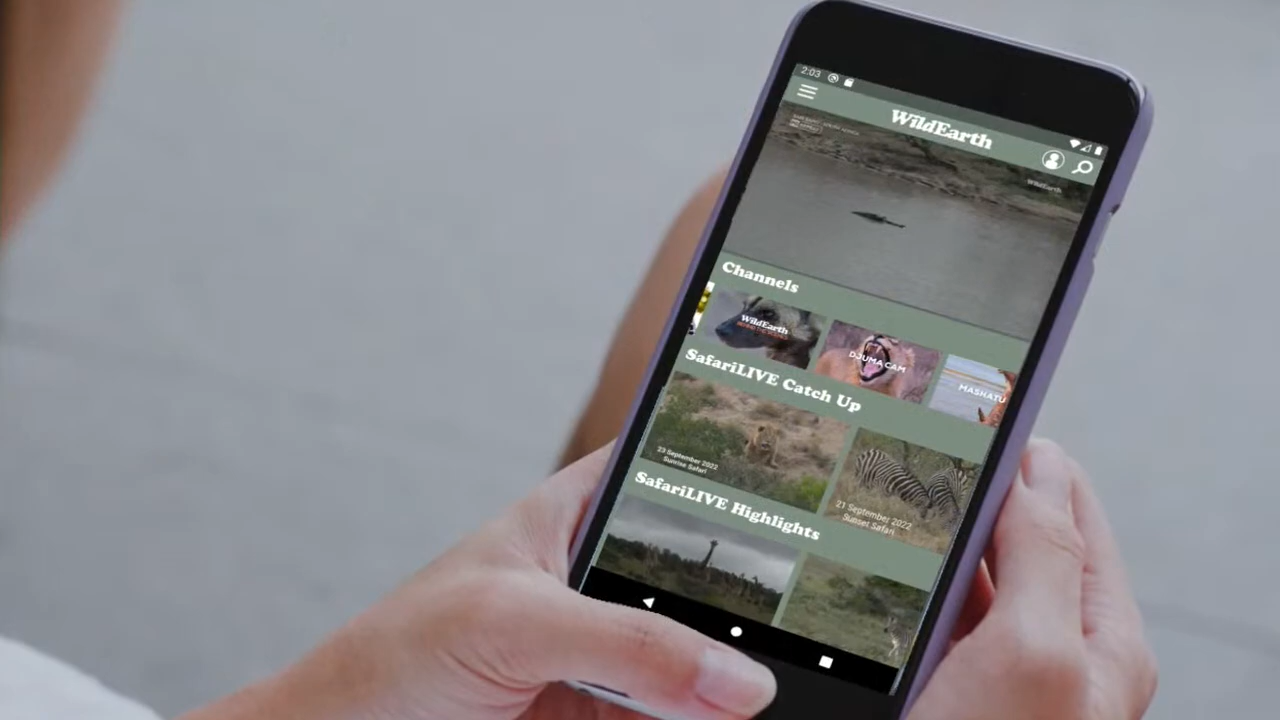 2:03
WildEarth
WildEarth
Channels
WildEarth
DJUMA CAM
MASHATU
SafariLIVE Catch Up
23 September 2022
Sunrise Safari
21 September 2022
Sunset Safari
SafariLIVE Highlights